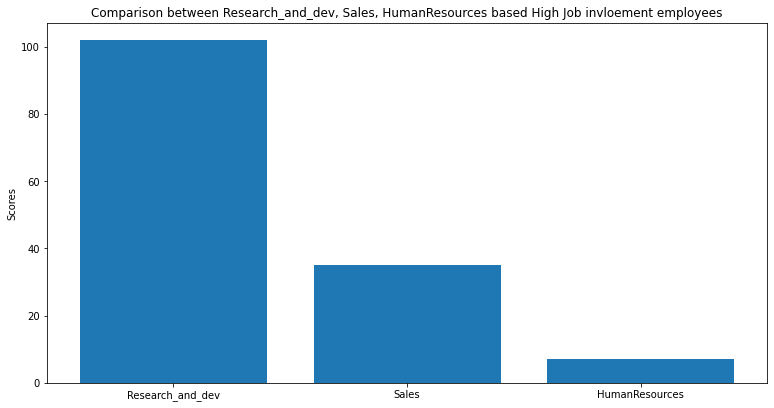 Comparison between Research_and_dev, Sales, HumanResources based High Job invloement employees
Scores
100
80
60
40
20
0
Research_and_dev
Sales
HumanResources